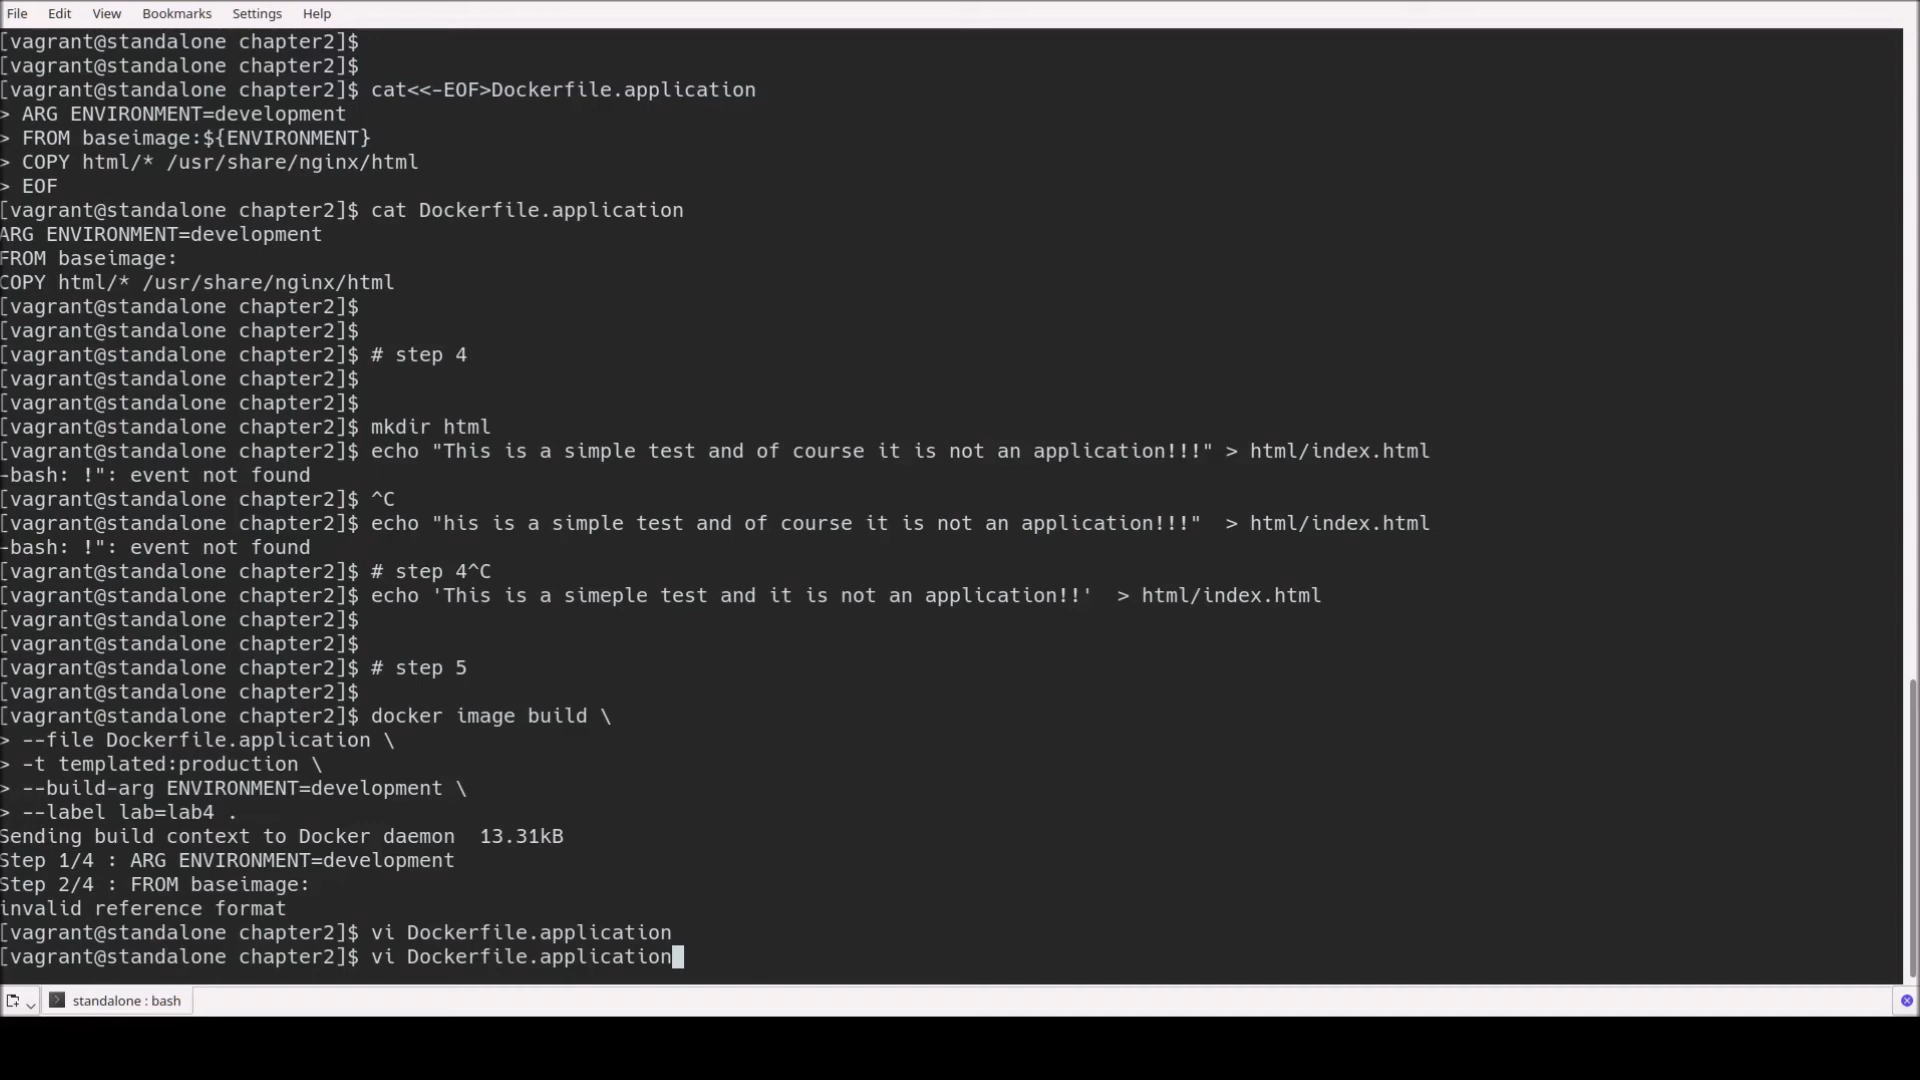 File Edit View Bookmarks Settings Help
[vagrant@standalone chapter2]$
[vagrant@standalone chapter2]$
[vagrant@standalone chapter2]$ cat<<-EOF>Dockerfile.application
> ARG ENVIRONMENT=development
> FROM baseimage:${ENVIRONMENT}
> COPY html/* /usr/share/nginx/html
> EOF
[vagrant@standalone chapter2]$ cat Dockerfile.application
ARG ENVIRONMENT=development
FROM baseimage:
COPY html/* /usr/share/nginx/html
[vagrant@standalone chapter2]$
[vagrant@standalone chapter2]$
[vagrant@standalone chapter2]$ # step 4
[vagrant@standalone chapter2]$
[vagrant@standalone chapter2]$
[vagrant@standalone chapter2]$ mkdir html
[vagrant@standalone chapter2]$ echo "This is a simple test and of course it is not an application!!!" > html/index.html
-bash: !": event not found
[vagrant@standalone chapter2]$ ^C
[vagrant@standalone chapter2]$ echo "his is a simple test and of course it is not an application!!!"  > html/index.html
-bash: !": event not found
[vagrant@standalone chapter2]$ # step 4^C
[vagrant@standalone chapter2]$ echo 'This is a simeple test and it is not an application!!'  > html/index.html
[vagrant@standalone chapter2]$
[vagrant@standalone chapter2]$
[vagrant@standalone chapter2]$ # step 5
[vagrant@standalone chapter2]$
[vagrant@standalone chapter2]$ docker image build \
> --file Dockerfile.application \
> -t templated:production \
> --build-arg ENVIRONMENT=development \
> --label lab=lab4 .
Sending build context to Docker daemon  13.31kB
Step 1/4 : ARG ENVIRONMENT=development
Step 2/4 : FROM baseimage:
invalid reference format
[vagrant@standalone chapter2]$ vi Dockerfile.application
[vagrant@standalone chapter2]$ vi Dockerfile.application
standalone : bash